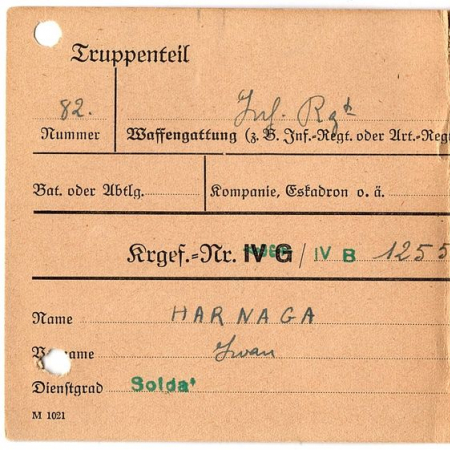 Truppenteil
82. Inf. Rgt
Nummer Waffengattung (z. B. Inf.-Regt. oder Art.-Reg
Bat. oder Abtlg. Kompanie, Eskadron o. ä.
Krgef.-Nr. IV G / IV B 1255
Name HARNAGA
Iwan
Dienstgrad Soldat
M 1021